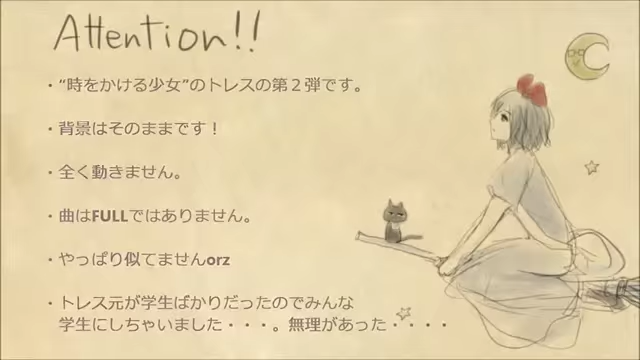 Attention!!
・“時をかける少女”のトレスの第２弾です。
・背景はそのままです！
・全く動きません。
・曲はFULLではありません。
・やっぱり似てませんorz
・トレス元が学生ばかりだったのでみんな
学生にしちゃいました・・・。無理があった・・・・